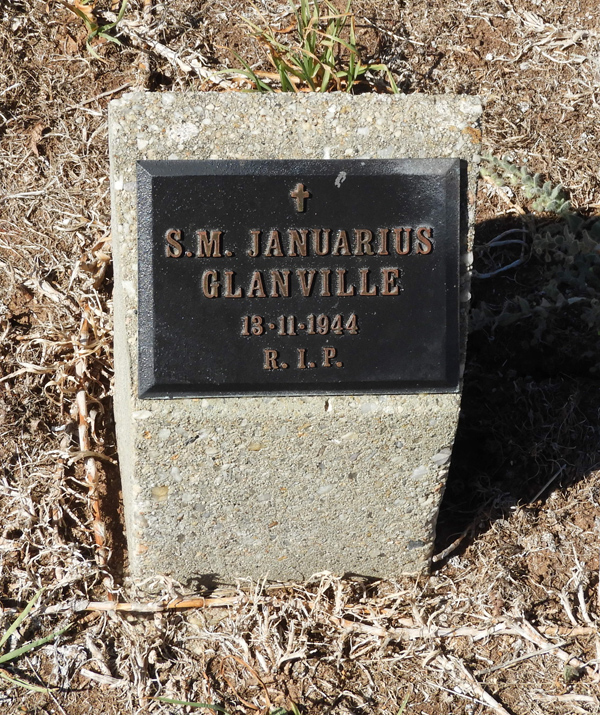 S.M. JANUARIUS
GLANVILLE
13·11·1944
R.I.P.